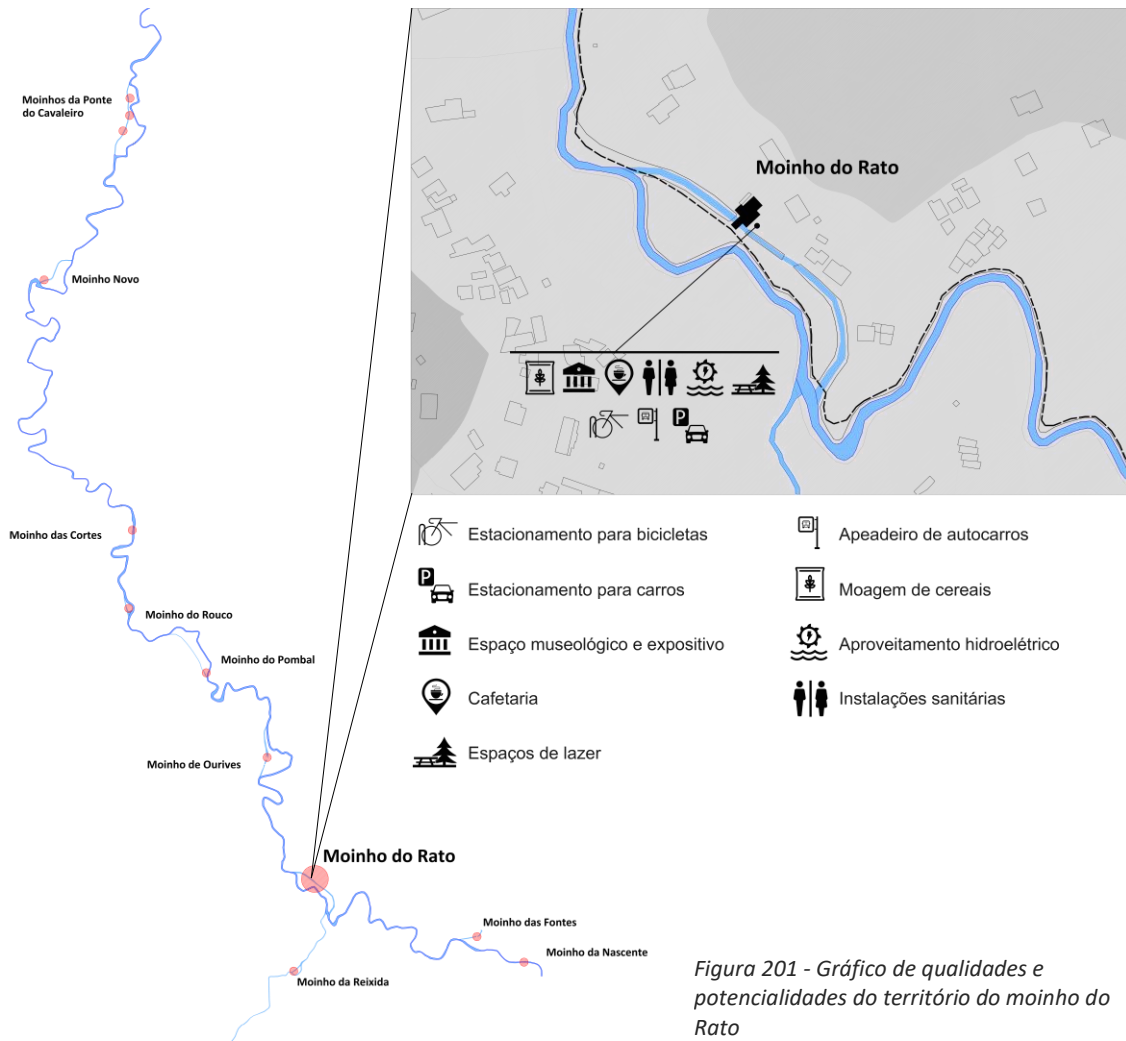 Moinhos da Ponte
do Cavaleiro
Moinho Novo
Moinho das Cortes
Moinho do Rouco
Moinho do Pombal
Moinho de Ourives
Moinho do Rato
Moinho das Fontes
Moinho da Nascente
Moinho da Reixida
Moinho do Rato
P
Estacionamento para bicicletas
P
Estacionamento para carros
Espaço museológico e expositivo
Cafetaria
Espaços de lazer
Apeadeiro de autocarros
Moagem de cereais
Aproveitamento hidroelétrico
Instalações sanitárias
Figura 201 - Gráfico de qualidades e
potencialidades do território do moinho do
Rato